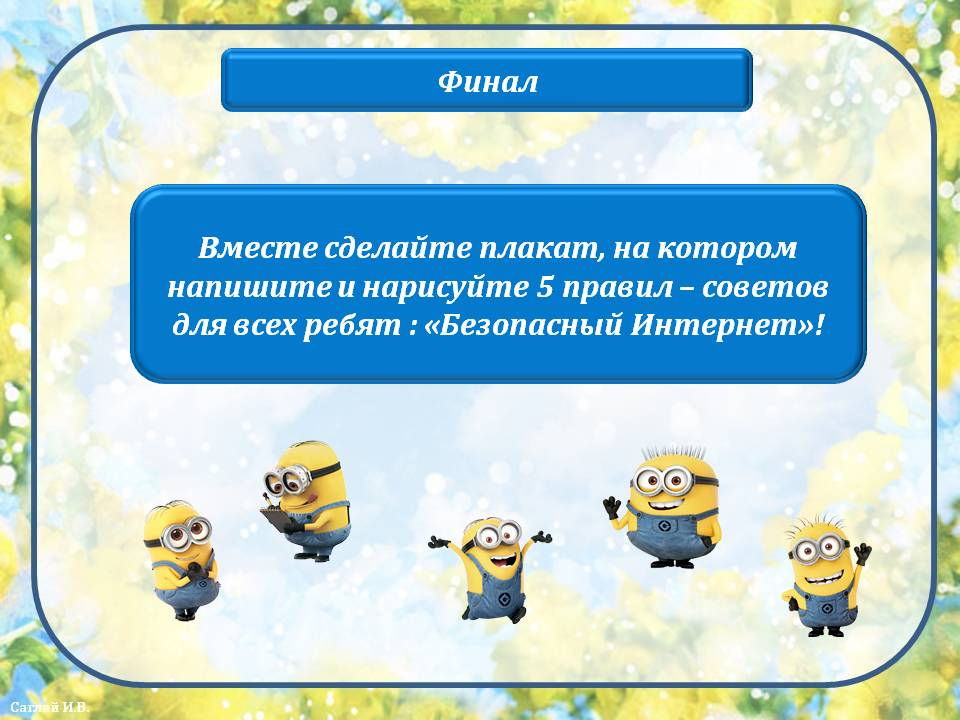 Финал
Вместе сделайте плакат, на котором
напишите и нарисуйте 5 правил – советов
для всех ребят : «Безопасный Интернет»!
Саглай И.В.